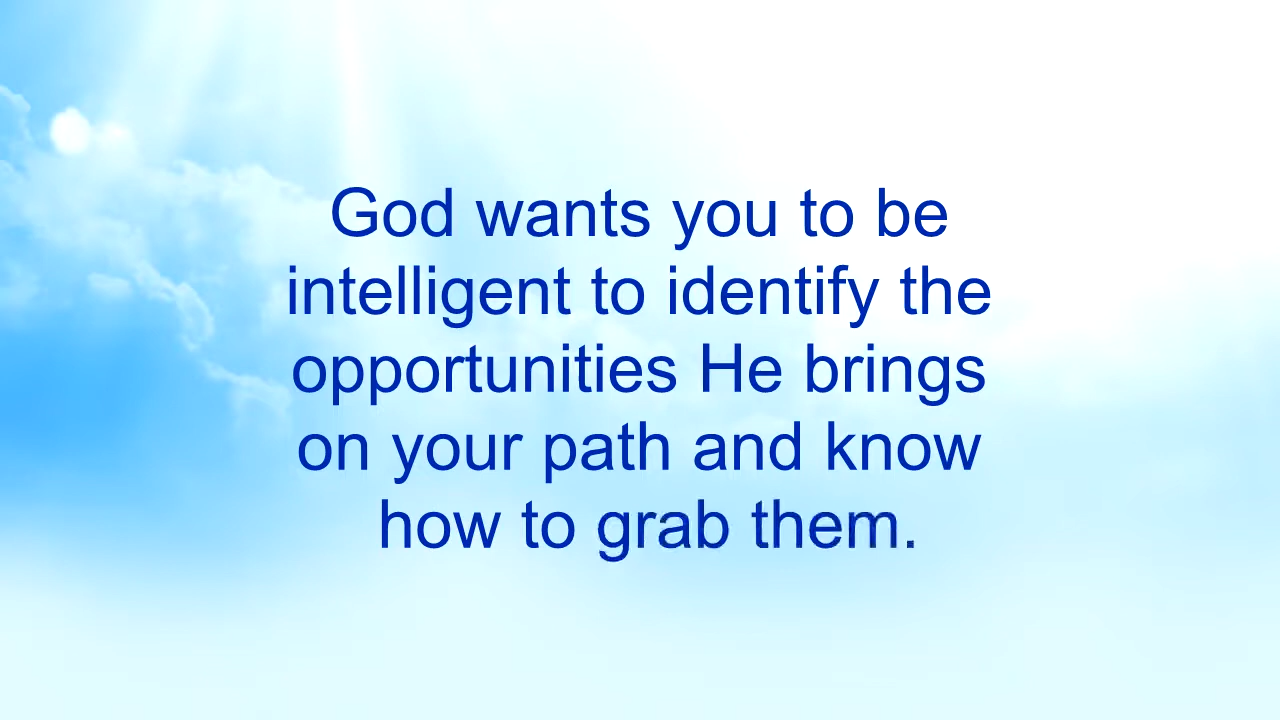 God wants you to be
intelligent to identify the
opportunities He brings
on your path and know
how to grab them.